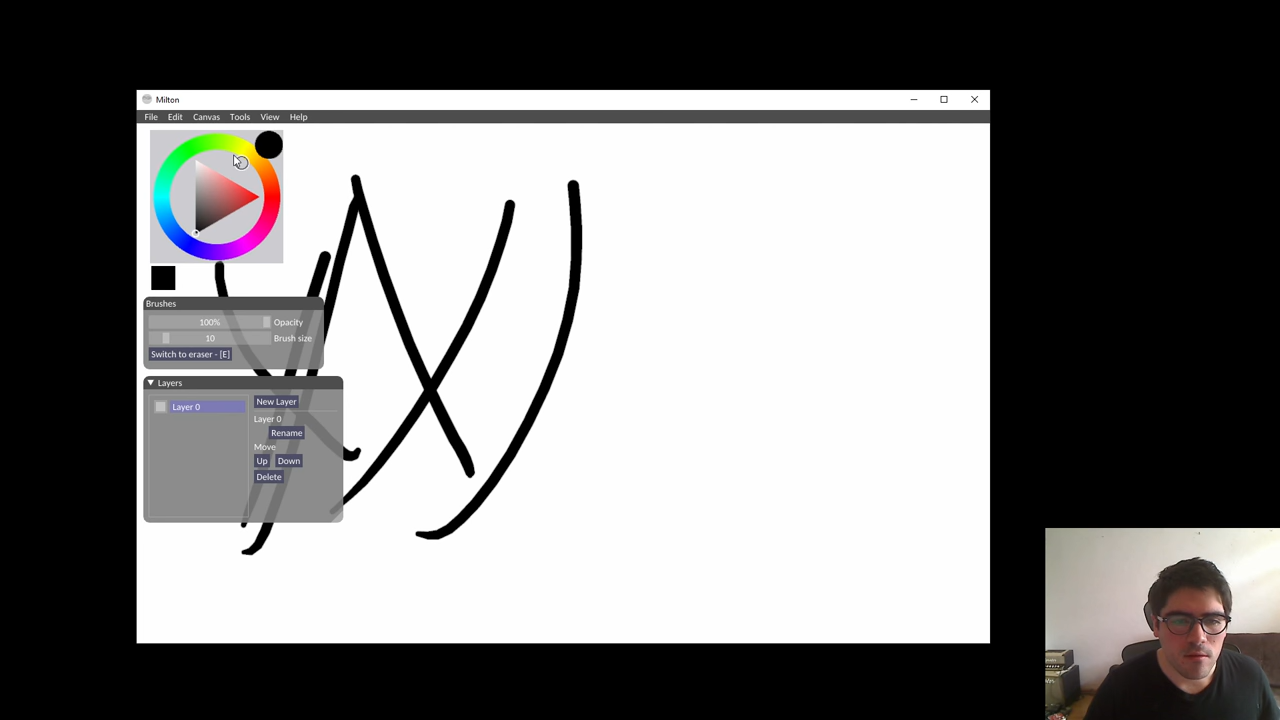 Milton
File Edit Canvas Tools View Help
Brushes
100% Opacity
10 Brush size
Switch to eraser - [E]
Layers
Layer 0 New Layer
Layer 0
Rename
Move
Up Down
Delete